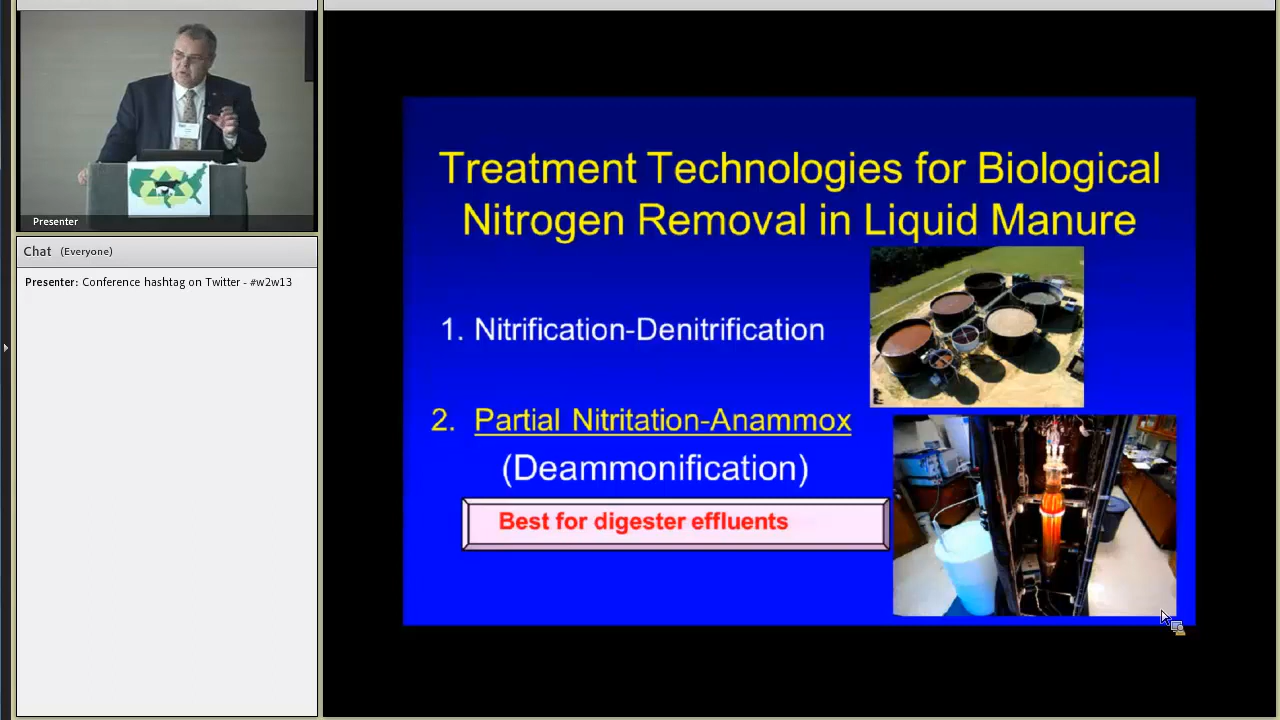 Presenter
Chat (Everyone)
Presenter: Conference hashtag on Twitter - #w2w13
Treatment Technologies for Biological
Nitrogen Removal in Liquid Manure
1. Nitrification-Denitrification
2. Partial Nitritation-Anammox
(Deammonification)
Best for digester effluents